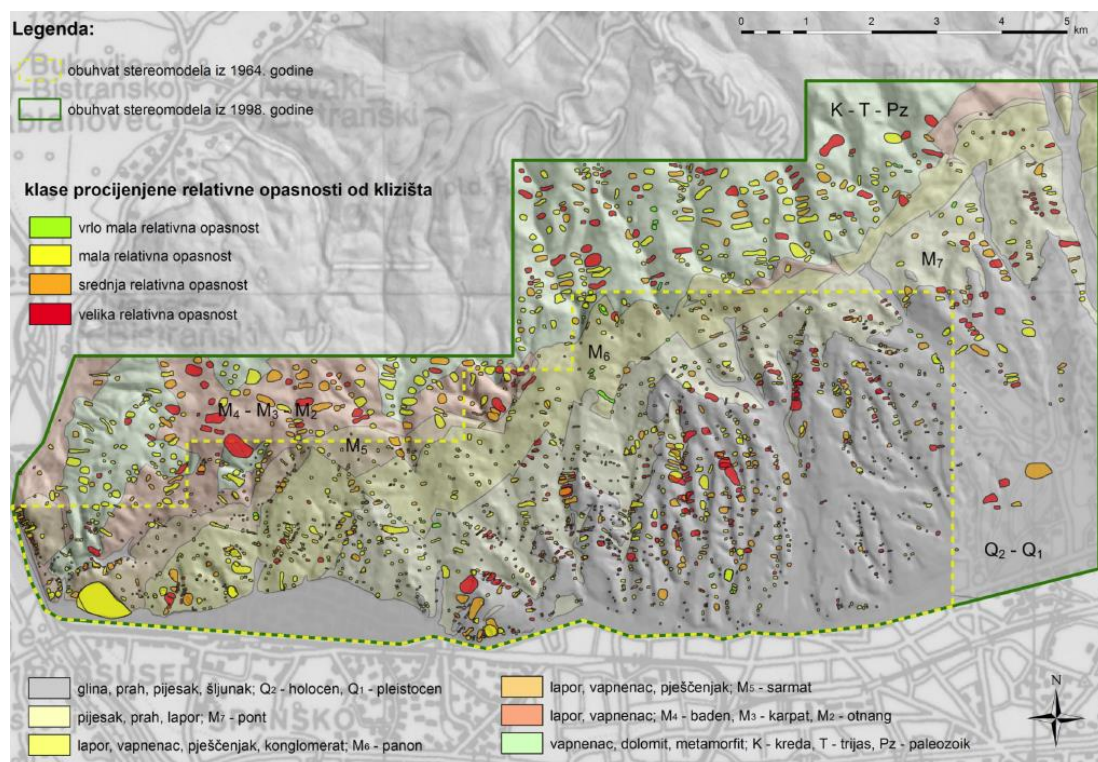 Legenda:
obuhvat stereomodela iz 1964. godine
obuhvat stereomodela iz 1998. godine
klase procijenjene relativne opasnosti od klizišta
vrlo mala relativna opasnost
mala relativna opasnost
srednja relativna opasnost
velika relativna opasnost
0 1 2 3 4 5
km
K - T - Pz
M7
M6
M4 - M3 - M2
M5
Q2 - Q1
glina, prah, pijesak, šljunak; Q2 - holocen, Q1 - pleistocen
pijesak, prah, lapor; M7 - pont
lapor, vapnenac, pješčenjak, konglomerat; M6 - panon
lapor, vapnenac, pješčenjak; M5 - sarmat
lapor, vapnenac; M4 - baden, M3 - karpat, M2 - otnang
vapnenac, dolomit, metamorfit; K - kreda, T - trijas, Pz - paleozoik
N